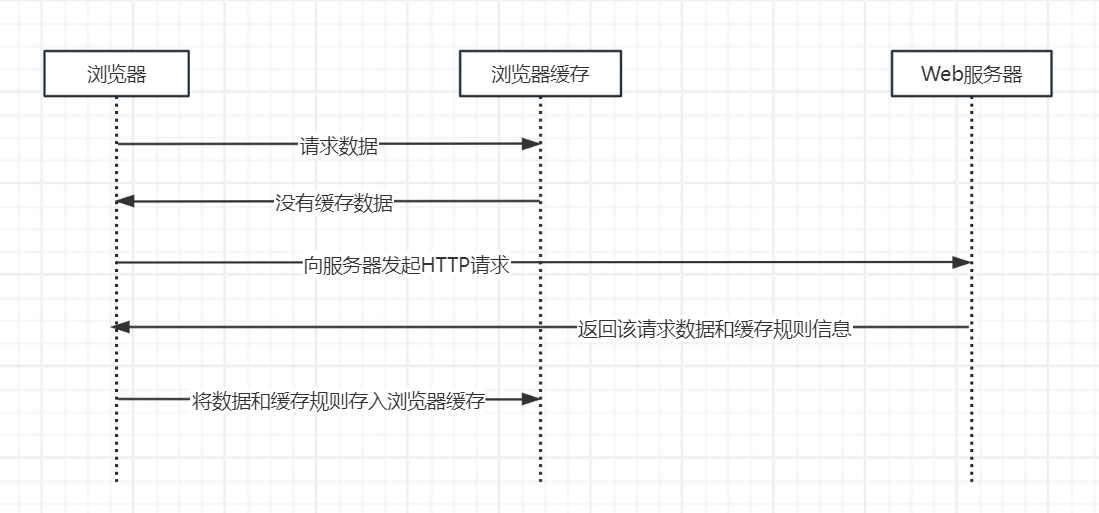 浏览器
浏览器缓存
Web服务器
请求数据
没有缓存数据
向服务器发起HTTP请求
返回该请求数据和缓存规则信息
将数据和缓存规则存入浏览器缓存